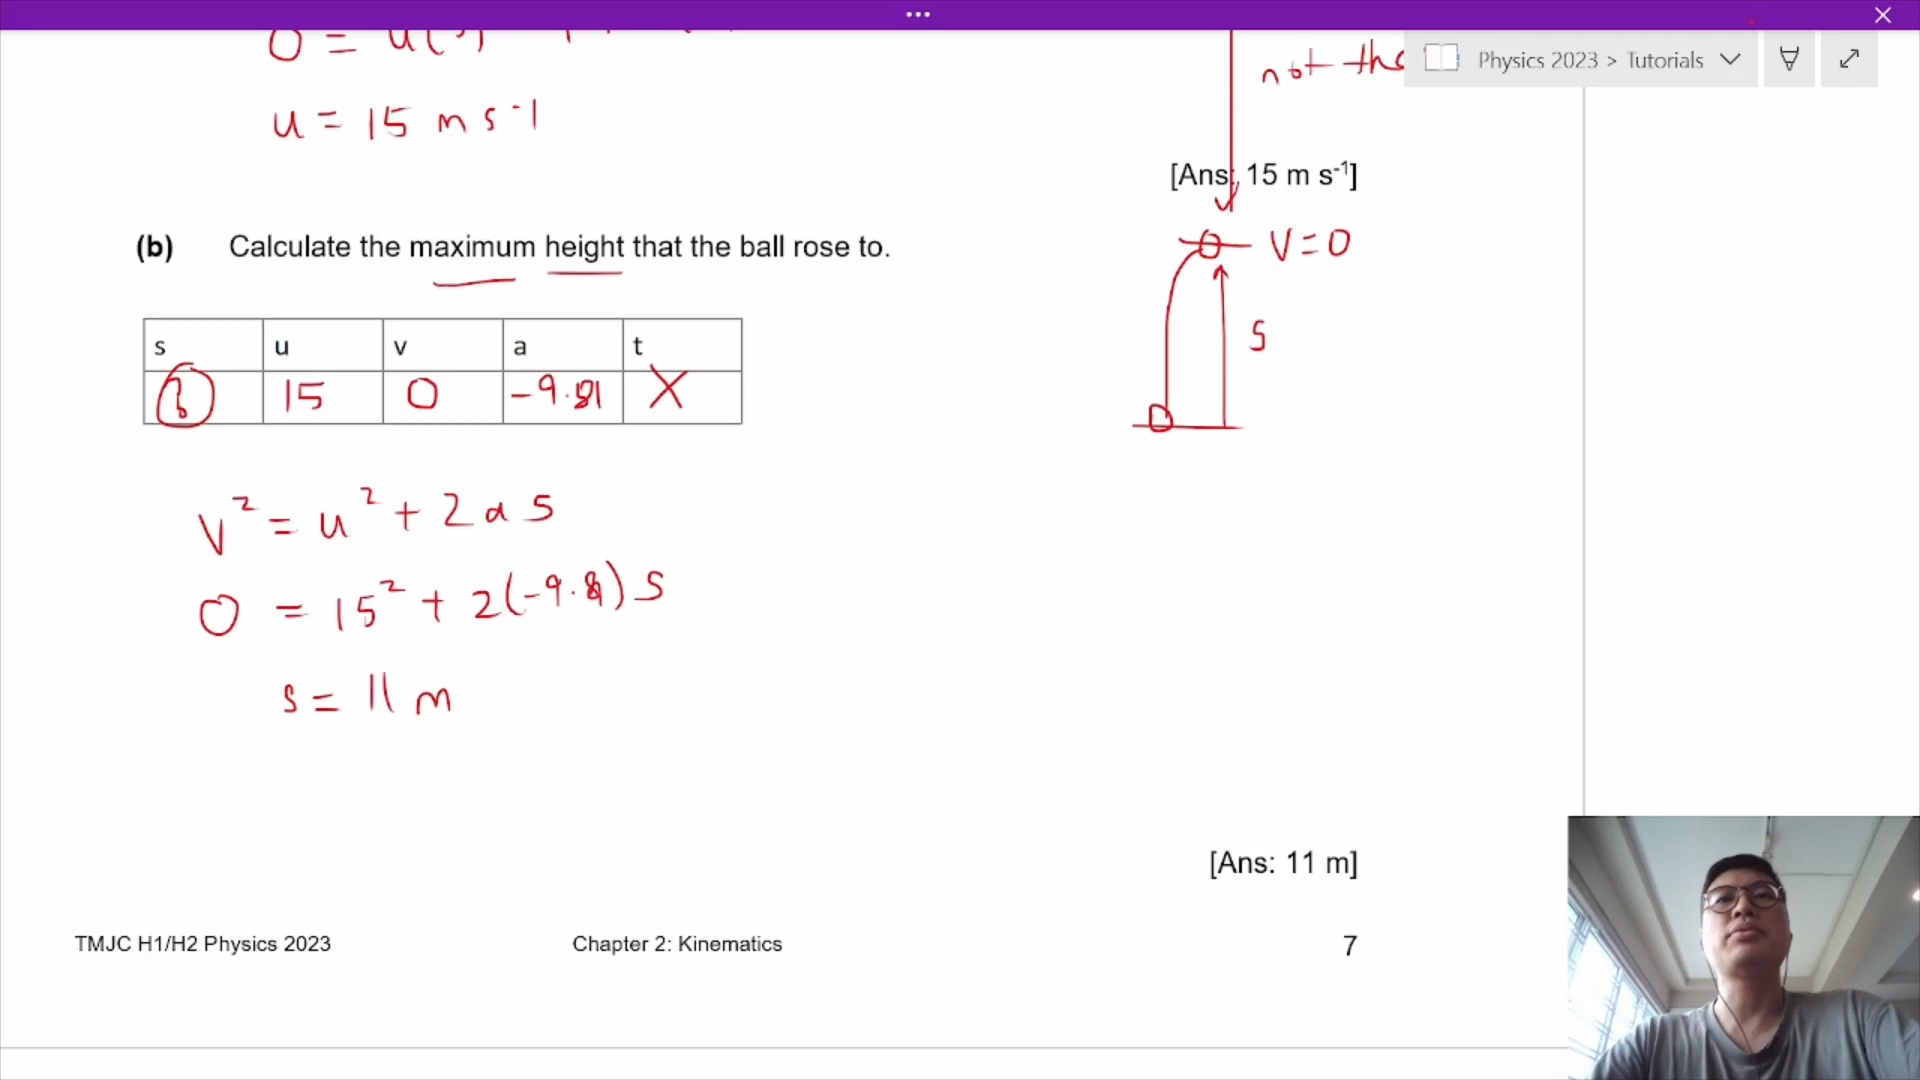 Physics 2023 > Tutorials
not the
u = 15 m s⁻¹
[Ans: 15 m s⁻¹]
(b) Calculate the maximum height that the ball rose to.
V = 0
S
s u v a t
? 15 0 -9.81 X
v² = u² + 2as
0 = 15² + 2(-9.81)s
s = 11 m
[Ans: 11 m]
TMJC H1/H2 Physics 2023
Chapter 2: Kinematics
7